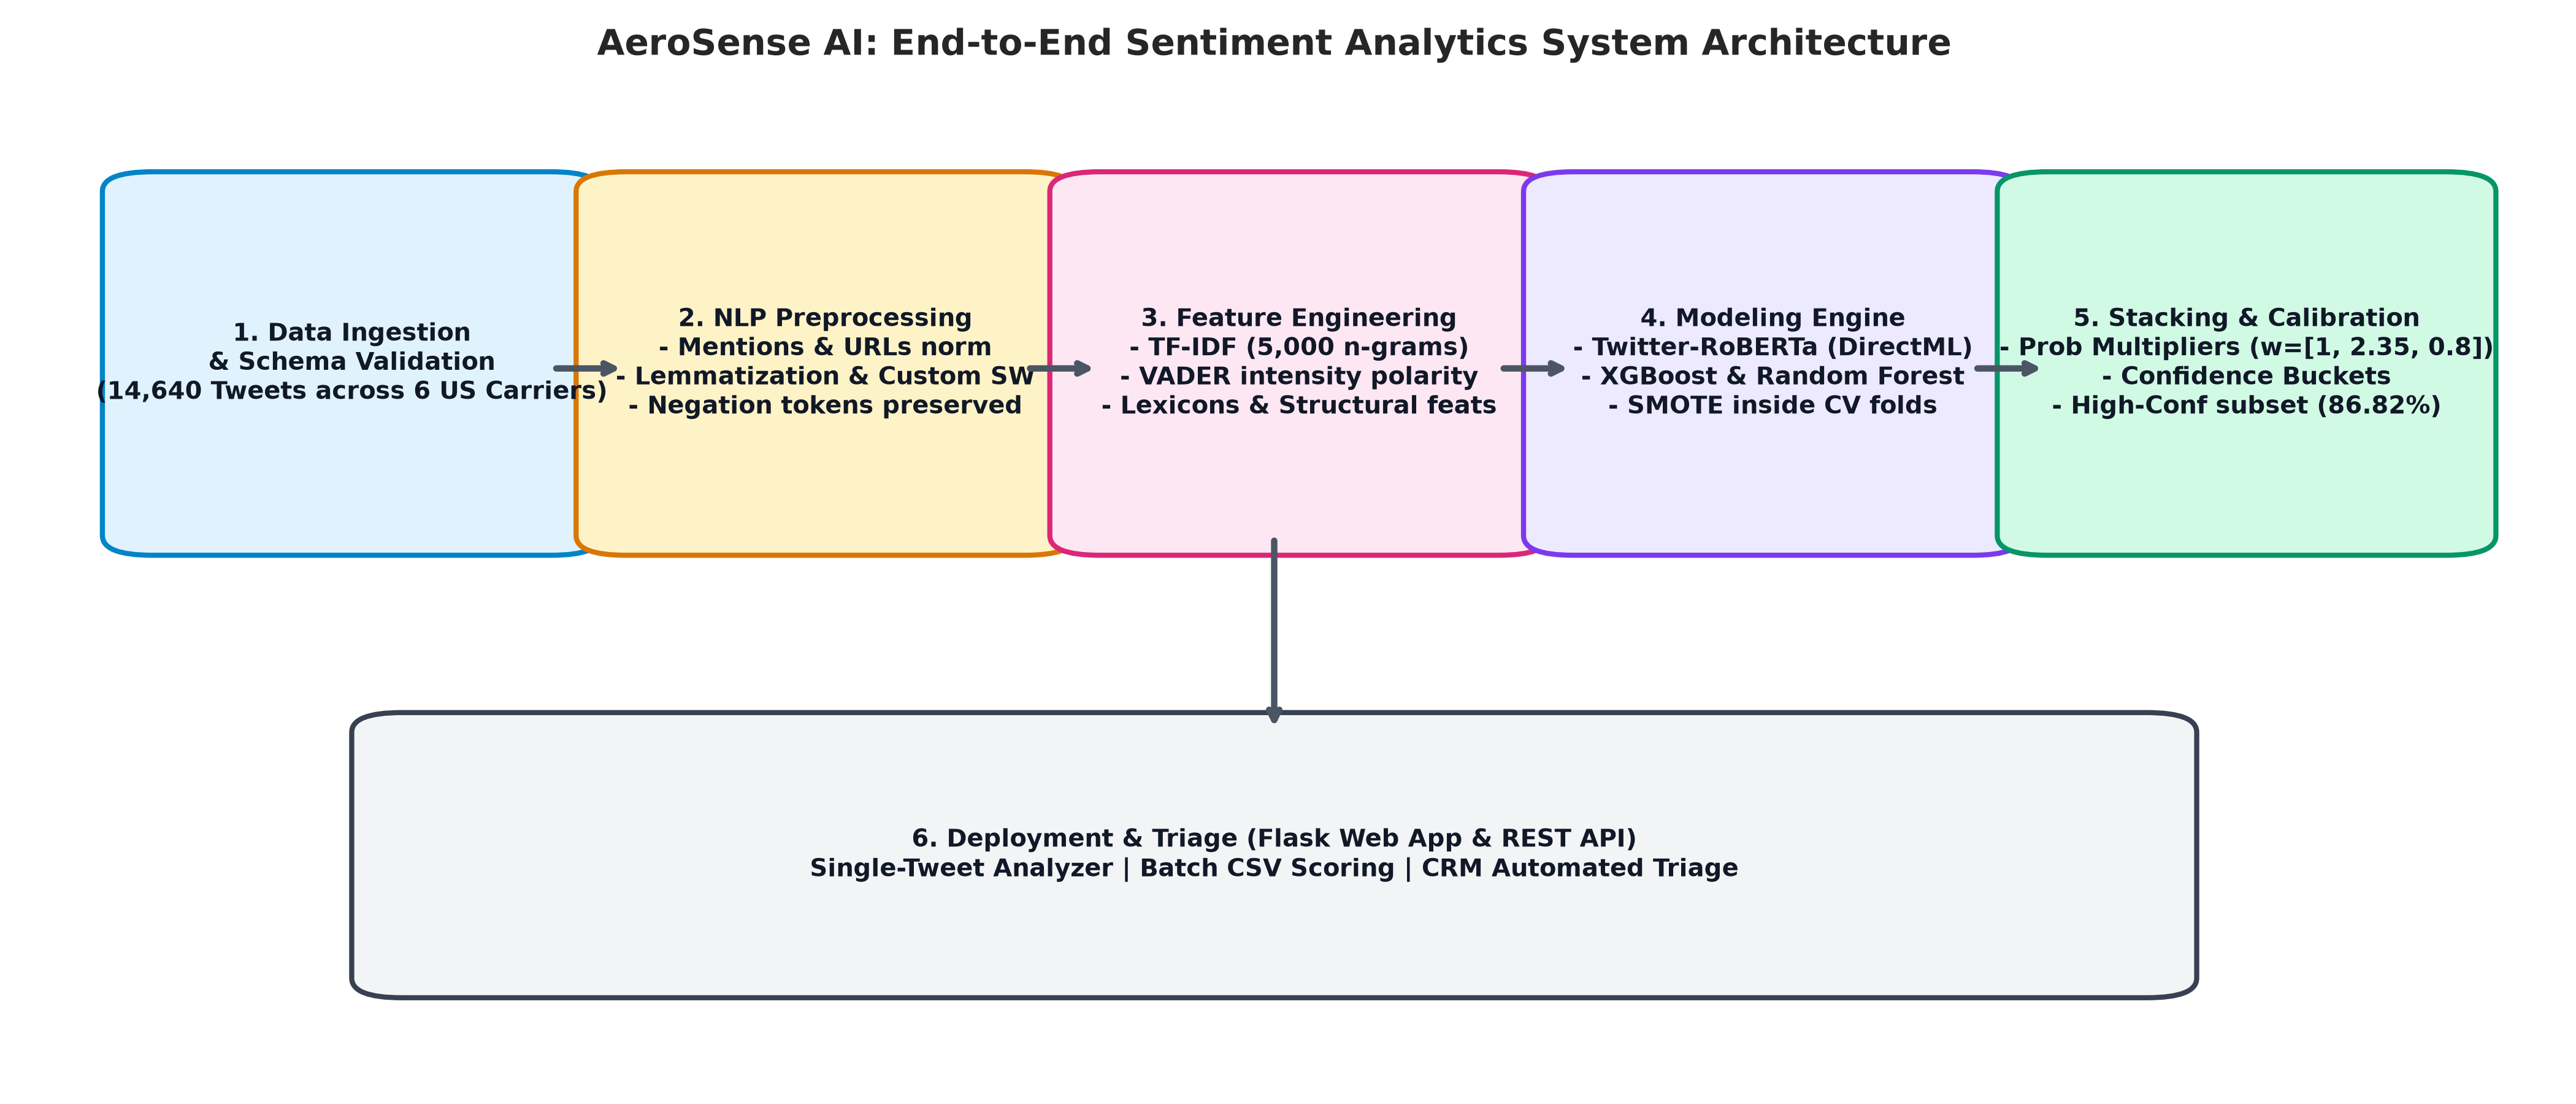 AeroSense AI: End-to-End Sentiment Analytics System Architecture
1. Data Ingestion
& Schema Validation
(14,640 Tweets across 6 US Carriers)
2. NLP Preprocessing
- Mentions & URLs norm
- Lemmatization & Custom SW
- Negation tokens preserved
3. Feature Engineering
- TF-IDF (5,000 n-grams)
- VADER intensity polarity
- Lexicons & Structural feats
4. Modeling Engine
- Twitter-RoBERTa (DirectML)
- XGBoost & Random Forest
- SMOTE inside CV folds
5. Stacking & Calibration
- Prob Multipliers (w=[1, 2.35, 0.8])
- Confidence Buckets
- High-Conf subset (86.82%)
6. Deployment & Triage (Flask Web App & REST API)
Single-Tweet Analyzer | Batch CSV Scoring | CRM Automated Triage